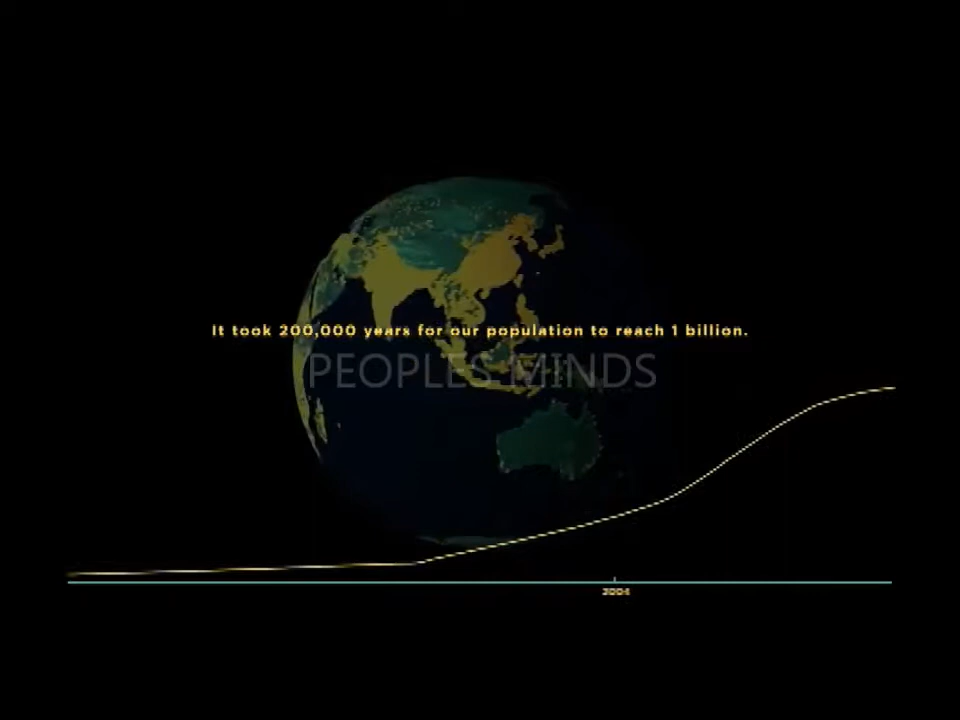 It took 200,000 years for our population to reach 1 billion.
PEOPLES MINDS